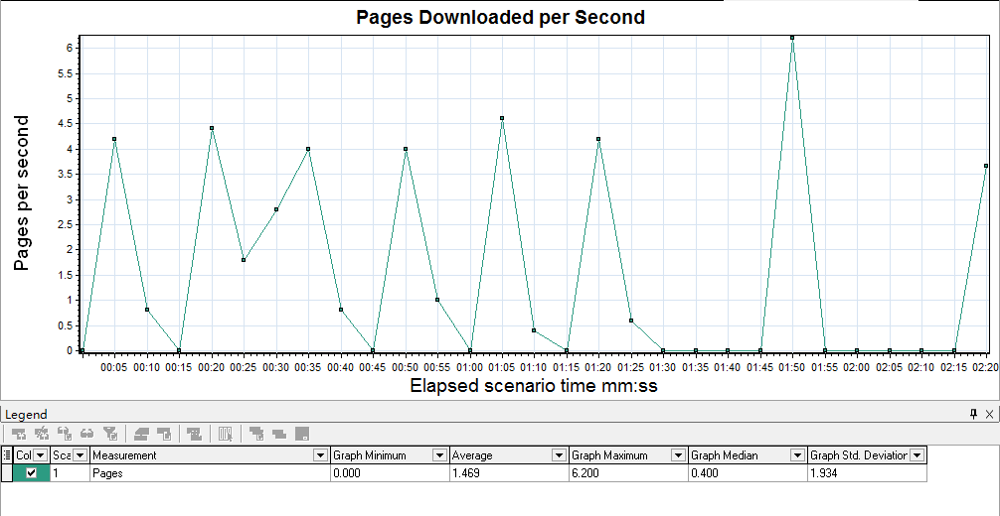 Pages Downloaded per Second
Pages per second
6
5.5
5
4.5
4
3.5
3
2.5
2
1.5
1
0.5
0
00:05 00:10 00:15 00:20 00:25 00:30 00:35 00:40 00:45 00:50 00:55 01:00 01:05 01:10 01:15 01:20 01:25 01:30 01:35 01:40 01:45 01:50 01:55 02:00 02:05 02:10 02:15 02:20
Elapsed scenario time mm:ss
Legend
Col Sca Measurement Graph Minimum Average Graph Maximum Graph Median Graph Std. Deviation
1 Pages 0.000 1.469 6.200 0.400 1.934